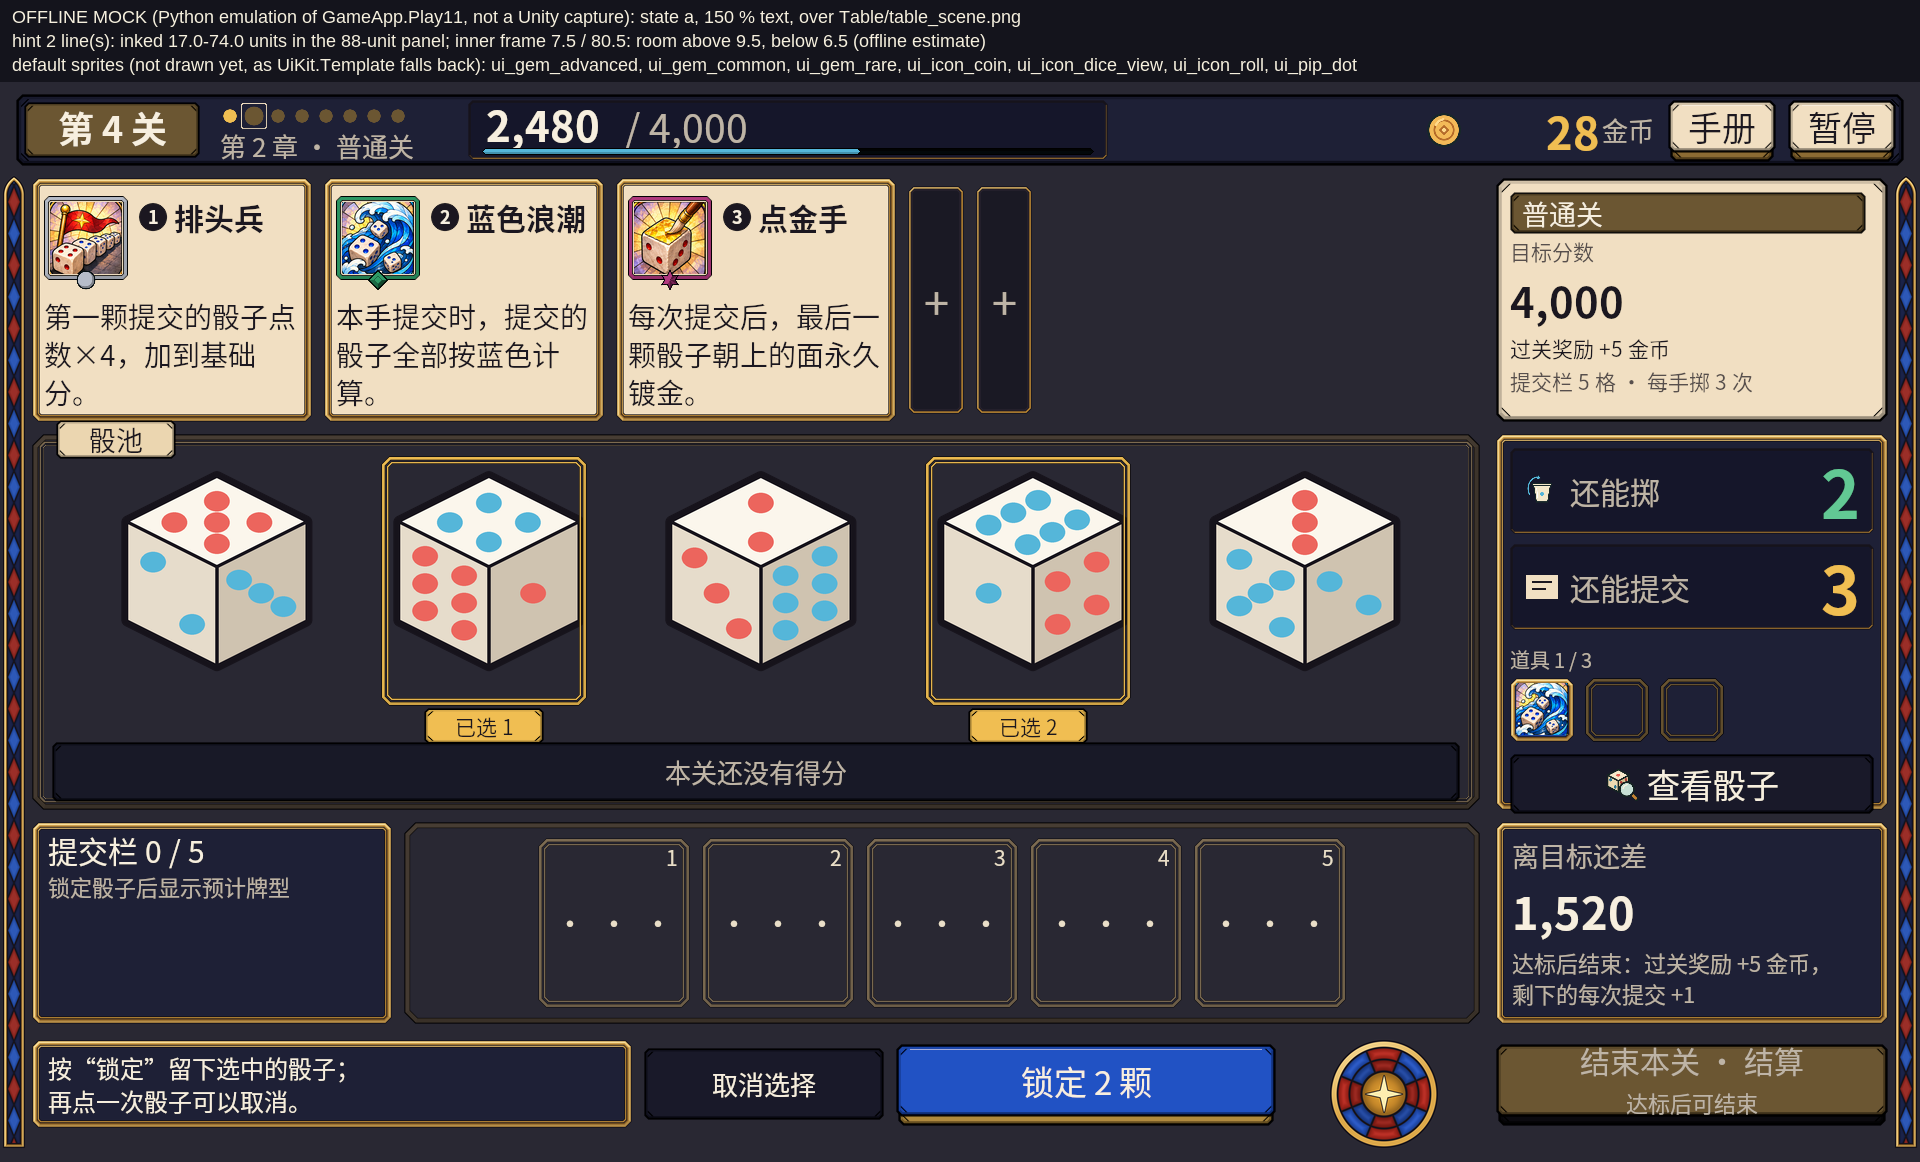 OFFLINE MOCK (Python emulation of GameApp.Play11, not a Unity capture): state a, 150 % text, over Table/table_scene.png
hint 2 line(s): inked 17.0-74.0 units in the 88-unit panel; inner frame 7.5 / 80.5: room above 9.5, below 6.5 (offline estimate)
default sprites (not drawn yet, as UiKit.Template falls back): ui_gem_advanced, ui_gem_common, ui_gem_rare, ui_icon_coin, ui_icon_dice_view, ui_icon_roll, ui_pip_dot
第 4 关
第 2 章 · 普通关
2,480 / 4,000
28 金币
手册
暂停
1 排头兵
第一颗提交的骰子点
数×4，加到基础
分。
2 蓝色浪潮
本手提交时，提交的
骰子全部按蓝色计
算。
3 点金手
每次提交后，最后一
颗骰子朝上的面永久
镀金。
+
+
普通关
目标分数
4,000
过关奖励 +5 金币
提交栏 5 格 · 每手掷 3 次
骰池
已选 1
已选 2
本关还没有得分
还能掷 2
还能提交 3
道具 1 / 3
查看骰子
提交栏 0 / 5
锁定骰子后显示预计牌型
1
2
3
4
5
离目标还差
1,520
达标后结束：过关奖励 +5 金币，
剩下的每次提交 +1
按“锁定”留下选中的骰子；
再点一次骰子可以取消。
取消选择
锁定 2 颗
结束本关 · 结算
达标后可结束